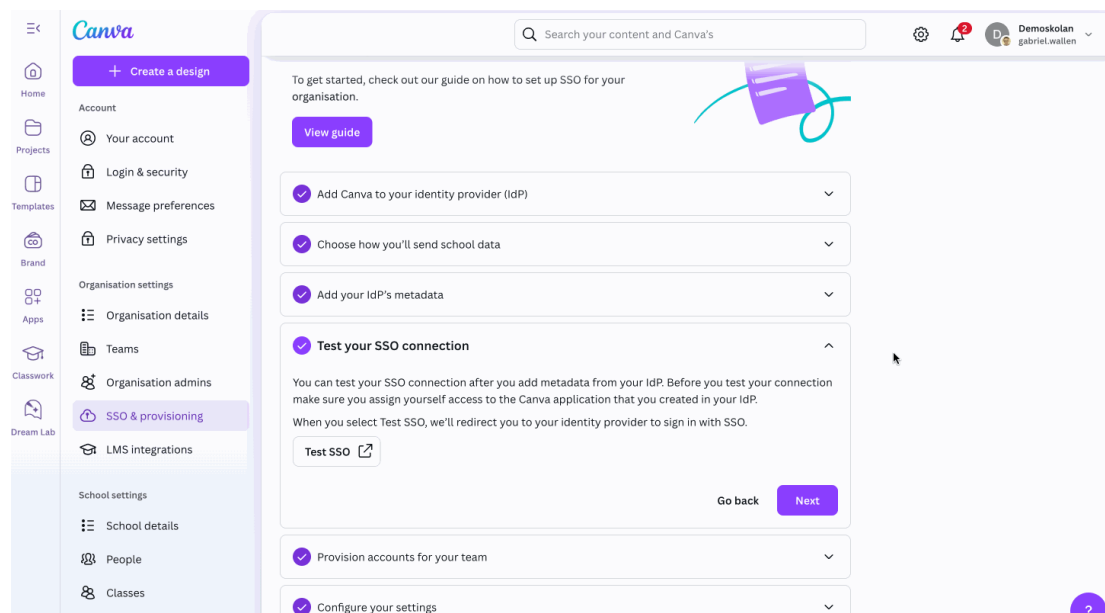 Canva
Search your content and Canva's
2
D
Demoskolan
gabriel.wallen
Home
Projects
Templates
CO
Brand
Apps
Classwork
Dream Lab
Create a design
Account
Your account
Login & security
Message preferences
Privacy settings
Organisation settings
Organisation details
Teams
Organisation admins
SSO & provisioning
LMS integrations
School settings
School details
People
Classes
To get started, check out our guide on how to set up SSO for your
organisation.
View guide
Add Canva to your identity provider (IdP)
Choose how you'll send school data
Add your IdP's metadata
Test your SSO connection
You can test your SSO connection after you add metadata from your IdP. Before you test your connection
make sure you assign yourself access to the Canva application that you created in your IdP.
When you select Test SSO, we'll redirect you to your identity provider to sign in with SSO.
Test SSO
Go back
Next
Provision accounts for your team
Configure your settings
?